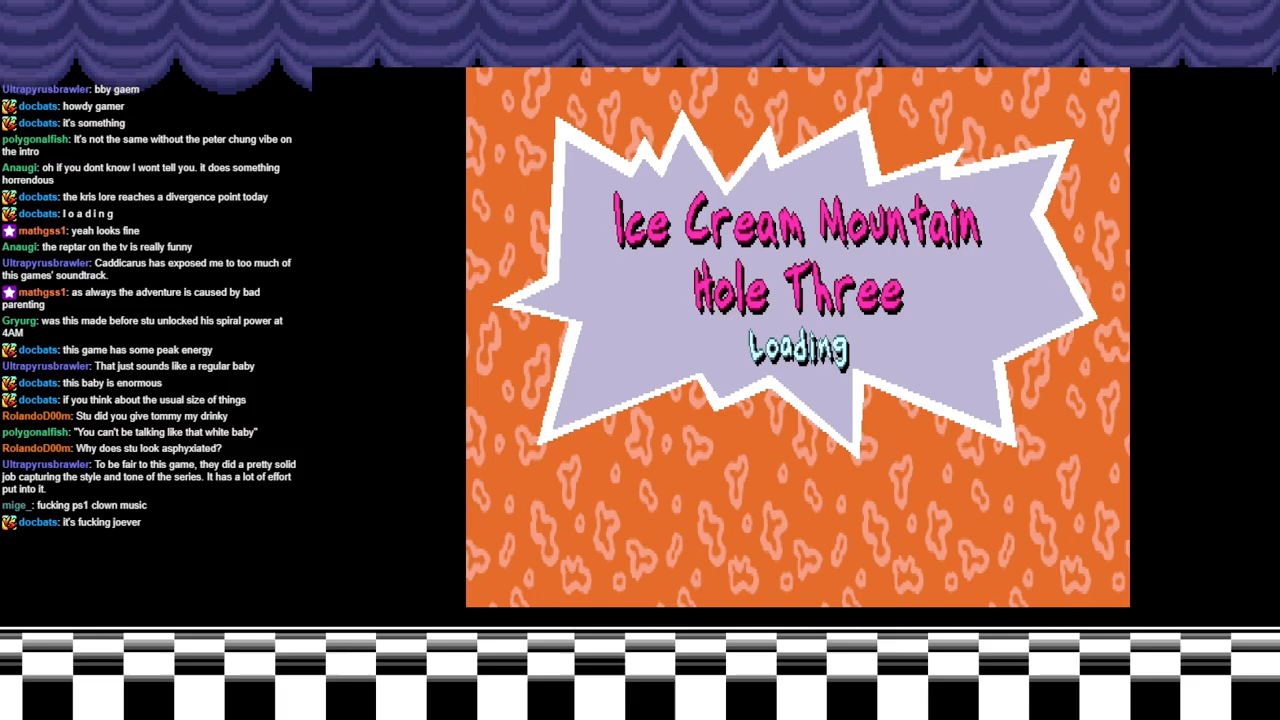 Ultrapyrusbrawler: bby gaem
docbats: howdy gamer
docbats: it's something
polygonalfish: It's not the same without the peter chung vibe on
the intro
Anaugi: oh if you dont know I wont tell you. it does something
horrendous
docbats: the kris lore reaches a divergence point today
docbats: l o a d i n g
mathgss1: yeah looks fine
Anaugi: the reptar on the tv is really funny
Ultrapyrusbrawler: Caddicarus has exposed me to too much of
this games' soundtrack.
mathgss1: as always the adventure is caused by bad
parenting
Gryurg: was this made before stu unlocked his spiral power at
4AM
docbats: this game has some peak energy
Ultrapyrusbrawler: That just sounds like a regular baby
docbats: this baby is enormous
docbats: if you think about the usual size of things
RolandoD00m: Stu did you give tommy my drinky
polygonalfish: "You can't be talking like that white baby"
RolandoD00m: Why does stu look asphyxiated?
Ultrapyrusbrawler: To be fair to this game, they did a pretty solid
job capturing the style and tone of the series. It has a lot of effort
put into it.
mige_: fucking ps1 clown music
docbats: it's fucking joever
Ice Cream Mountain
Hole Three
Loading